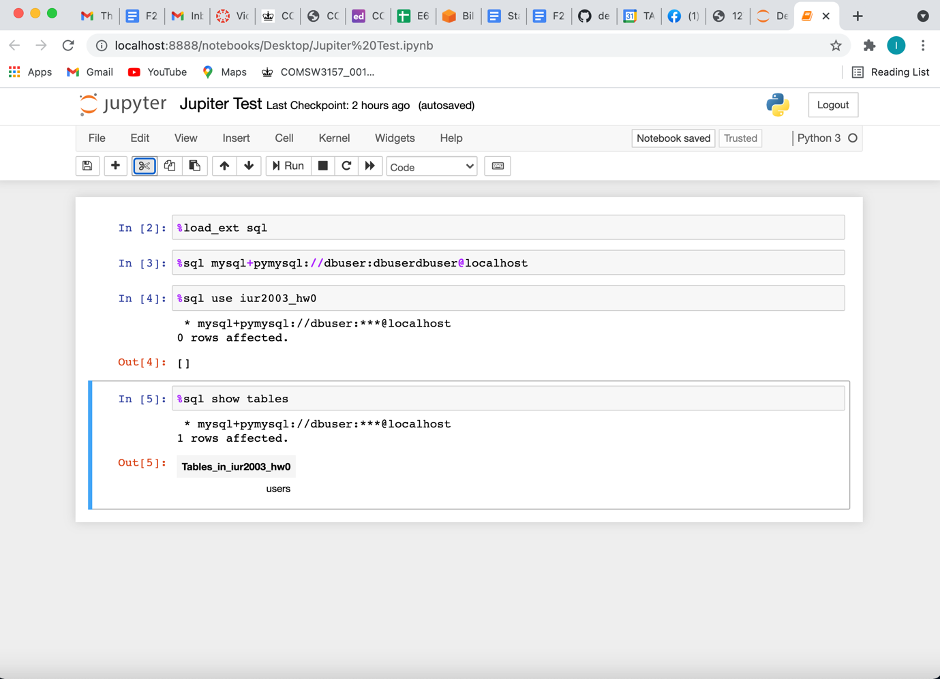 Th
F2
Inl
Vic
CC
CC
CC
E6
Bil
Sta
F2
de
TA
(1)
12
De
localhost:8888/notebooks/Desktop/Jupiter%20Test.ipynb
I
Apps Gmail YouTube Maps COMSW3157_001... Reading List
jupyter Jupiter Test Last Checkpoint: 2 hours ago (autosaved) Logout
File Edit View Insert Cell Kernel Widgets Help Notebook saved Trusted Python 3
Run Code
In [2]: %load_ext sql
In [3]: %sql mysql+pymysql://dbuser:dbuserdbuser@localhost
In [4]: %sql use iur2003_hw0
* mysql+pymysql://dbuser:***@localhost
0 rows affected.
Out[4]: []
In [5]: %sql show tables
* mysql+pymysql://dbuser:***@localhost
1 rows affected.
Out[5]: Tables_in_iur2003_hw0
users